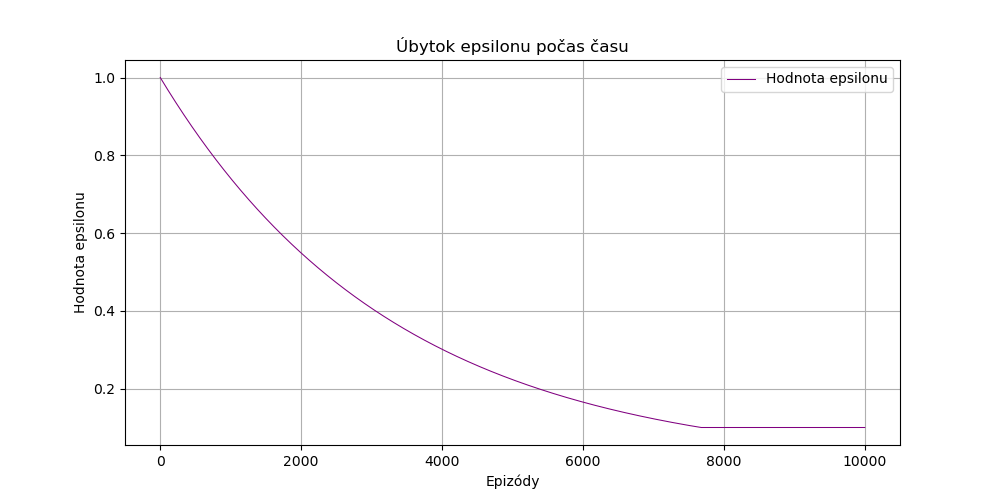 Úbytok epsilonu počas času
Hodnota epsilonu
1.0
0.8
0.6
0.4
0.2
Hodnota epsilonu
0 2000 4000 6000 8000 10000
Epizódy